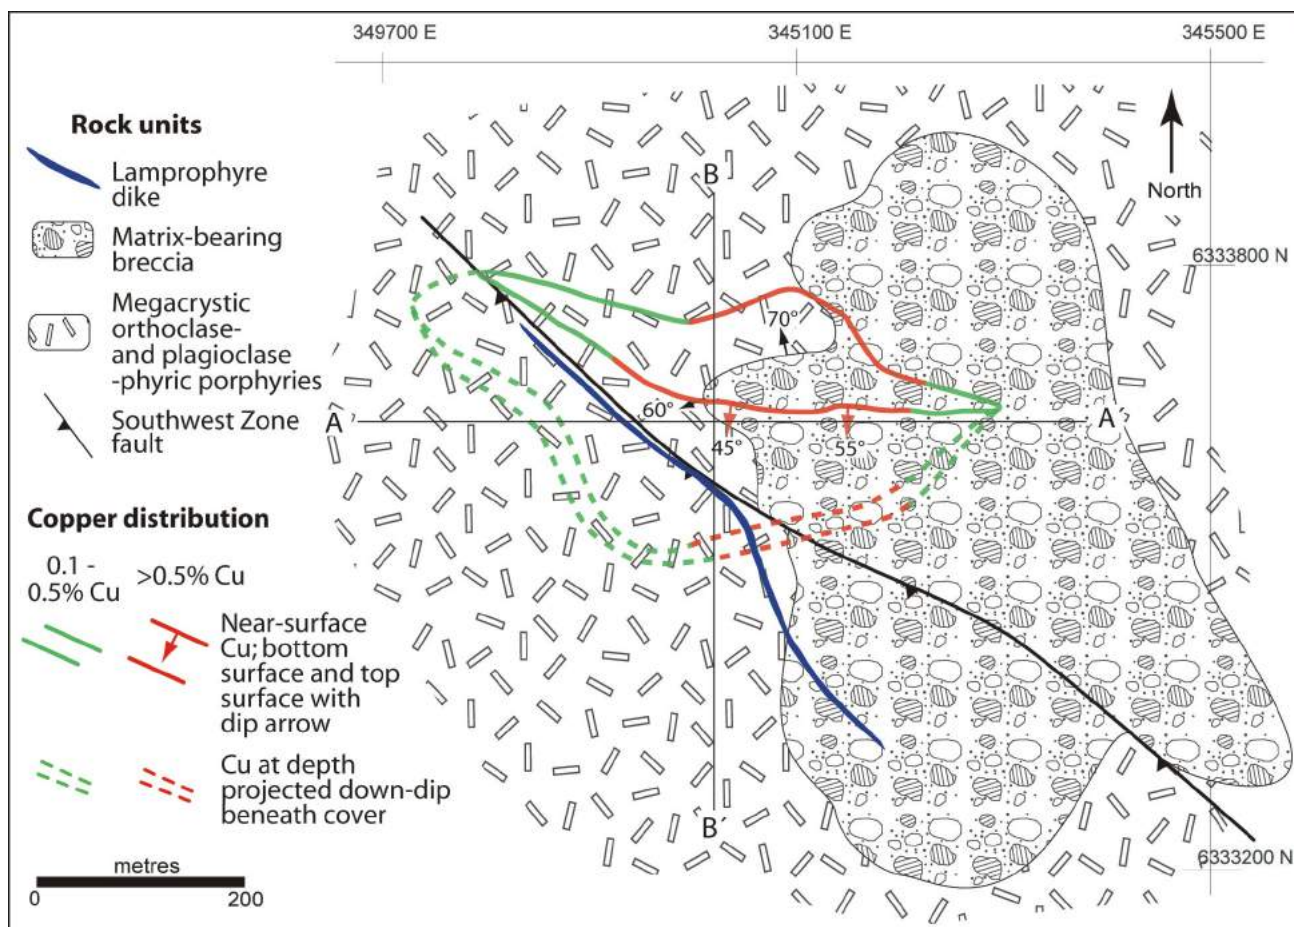 349700 E
345100 E
345500 E
Rock units
Lamprophyre
dike
Matrix-bearing
breccia
Megacrystic
orthoclase-
and plagioclase
-phyric porphyries
Southwest Zone
fault
Copper distribution
0.1 -
0.5% Cu
>0.5% Cu
Near-surface
Cu; bottom
surface and top
surface with
dip arrow
Cu at depth
projected down-dip
beneath cover
metres
0
200
North
6333800 N
B
70°
60°
A
A´
45°
55°
B´
6333200 N